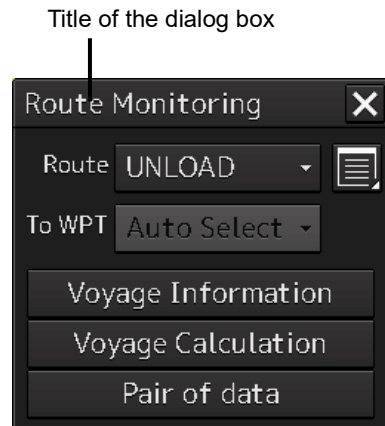 Title of the dialog box
Route Monitoring
Route UNLOAD
To WPT Auto Select
Voyage Information
Voyage Calculation
Pair of data